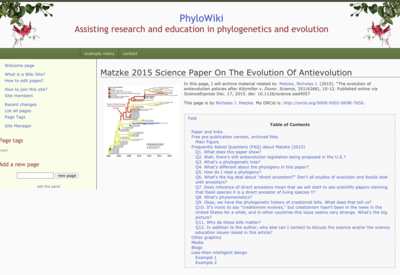 PhyloWiki
Assisting research and education in phylogenetics and evolution
example menu contact
Welcome page
What is a Wiki Site?
How to edit pages?
How to join this site?
Site members
Recent changes
List all pages
Page Tags
Site Manager
Page tags
Add a new page
new page
edit this panel
Matzke 2015 Science Paper On The Evolution Of Antievolution
In this page, I will archive material related to: Matzke, Nicholas J. (2015). "The evolution of
antievolution policies after Kitzmiller v. Dover. Science, 351(6268), 10-12. Published online via
ScienceExpress Dec. 17, 2015. doi: 10.1126/science.aad4057
This page is by Nicholas J. Matzke. My ORCid is: http://orcid.org/0000-0002-8698-7656.
Fold
Table of Contents
Paper and links
Free pre-publication version, archived files
Main Figure
Frequently Asked Questions (FAQ) about Matzke (2015)
Q1. What does this paper show?
Q2. Wait, there's still antievolution legislation being proposed in the U.S.?
Q3. What's a phylogenetic tree?
Q4. What's different about the phylogeny in this paper?
Q5. How do I read a phylogeny?
Q6. What's the big deal about "direct ancestors?" Don't all studies of evolution and fossils deal
with ancestors?
Q7. Does inference of direct ancestors mean that we will start to see scientific papers claiming
that fossil species it is a direct ancestor of living species Y?
Q8. What's phylomemetics?
Q9. Okay, we have the phylogenetic history of creationist bills. What does that tell us?
Q10. It's ironic to say "creationism evolves," but creationism hasn't been in the news in the
United States for a while, and in other countries this issue seems very strange. What's the big
picture?
Q11. Why do these bills matter?
Q12. In addition to the author, who else can I contact to discuss the science and/or the science
education issues raised in this article?
Other graphics
Media
Blogs
Less-than intelligent design
Example 1
Example 2